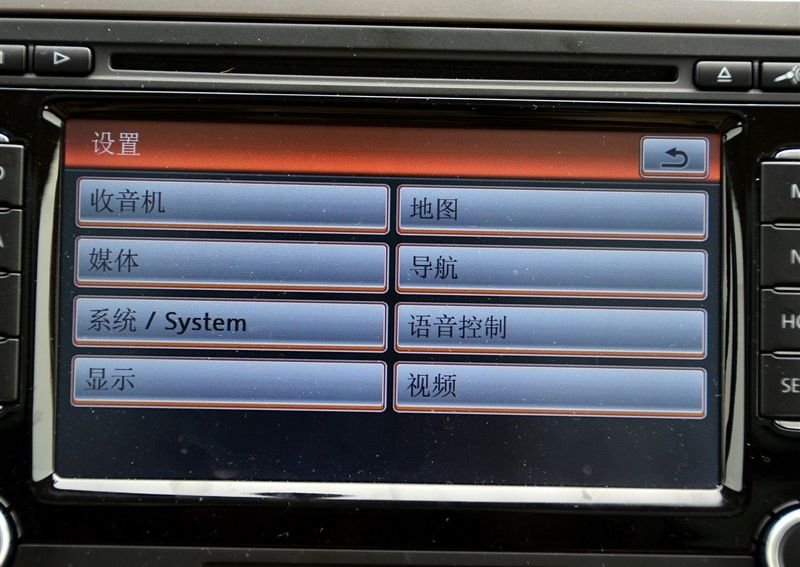 设置
收音机
地图
媒体
导航
系统 / System
语音控制
显示
视频